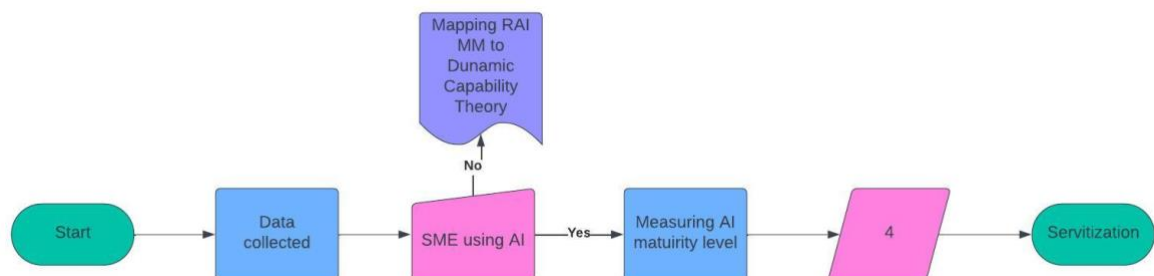 Mapping RAI
MM to
Dunamic
Capability
Theory
No
Start
Data
collected
SME using AI
Yes
Measuring AI
matuirity level
4
Servitization